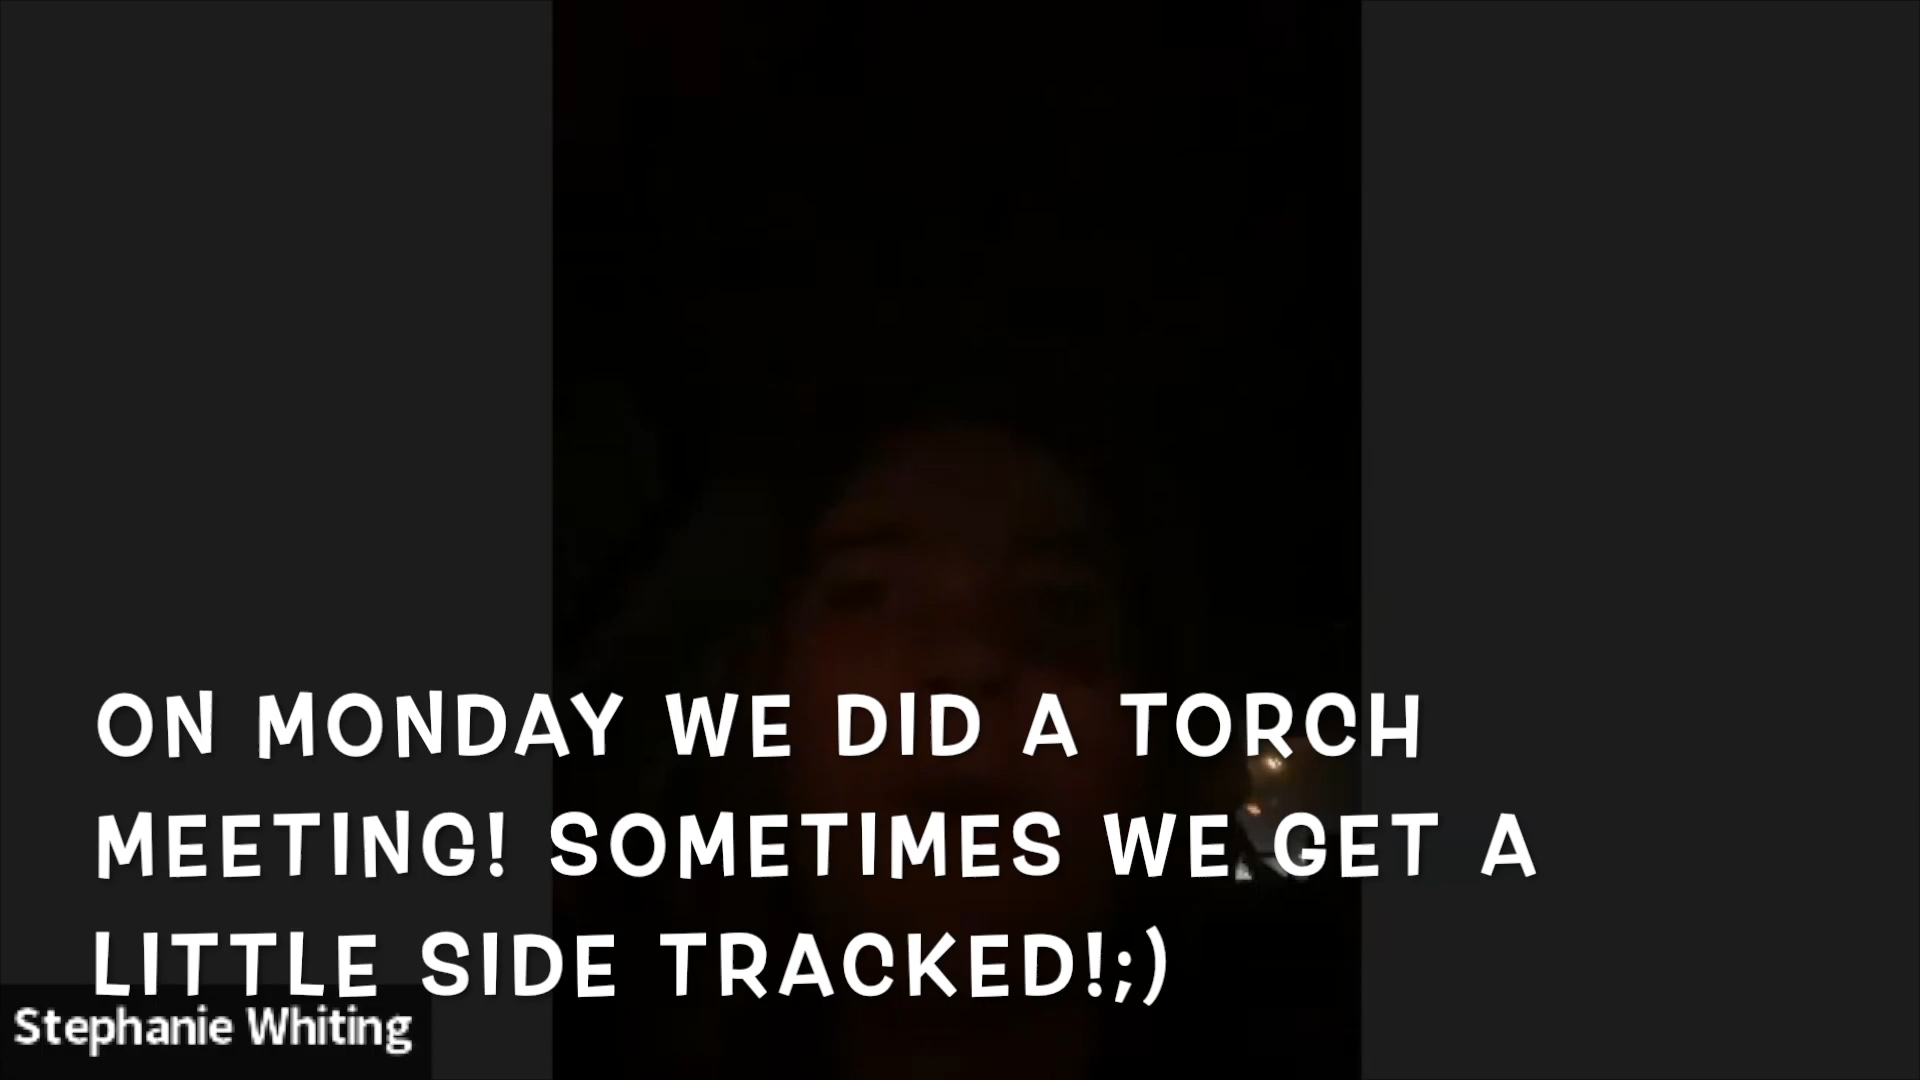 ON MONDAY WE DID A TORCH
MEETING! SOMETIMES WE GET A
LITTLE SIDE TRACKED!;)
Stephanie Whiting